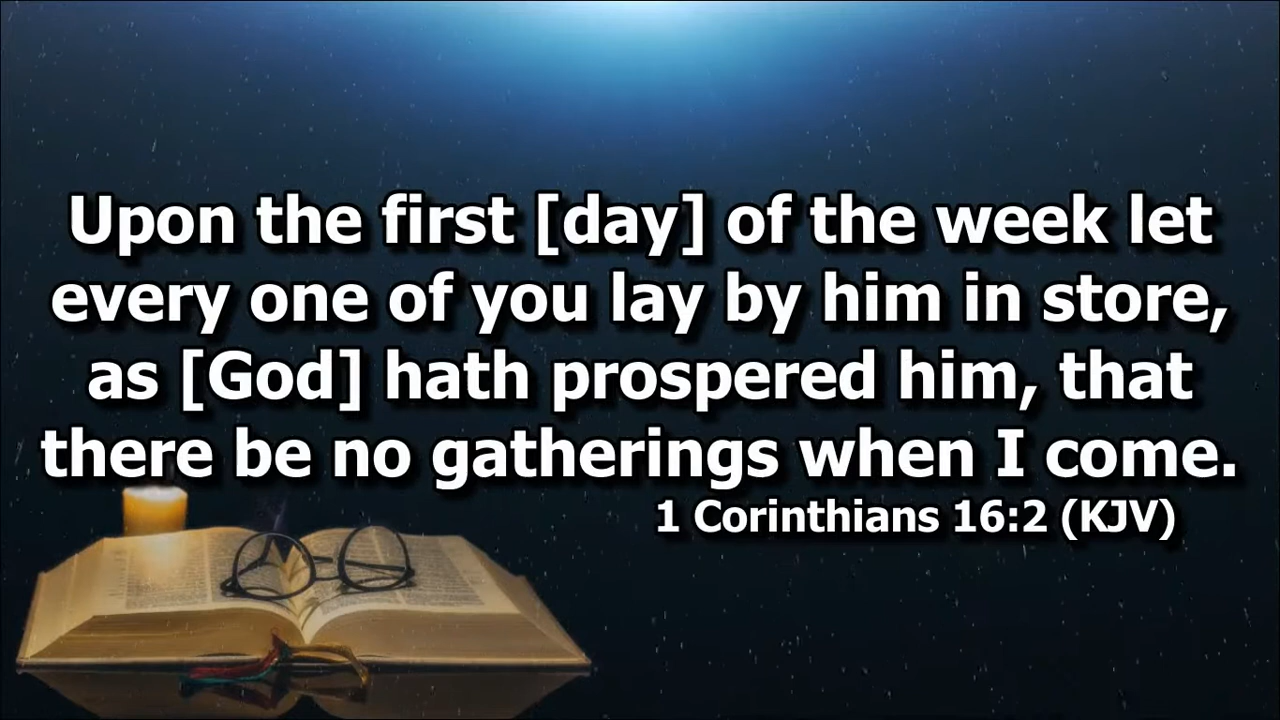 Upon the first [day] of the week let
every one of you lay by him in store,
as [God] hath prospered him, that
there be no gatherings when I come.
1 Corinthians 16:2 (KJV)